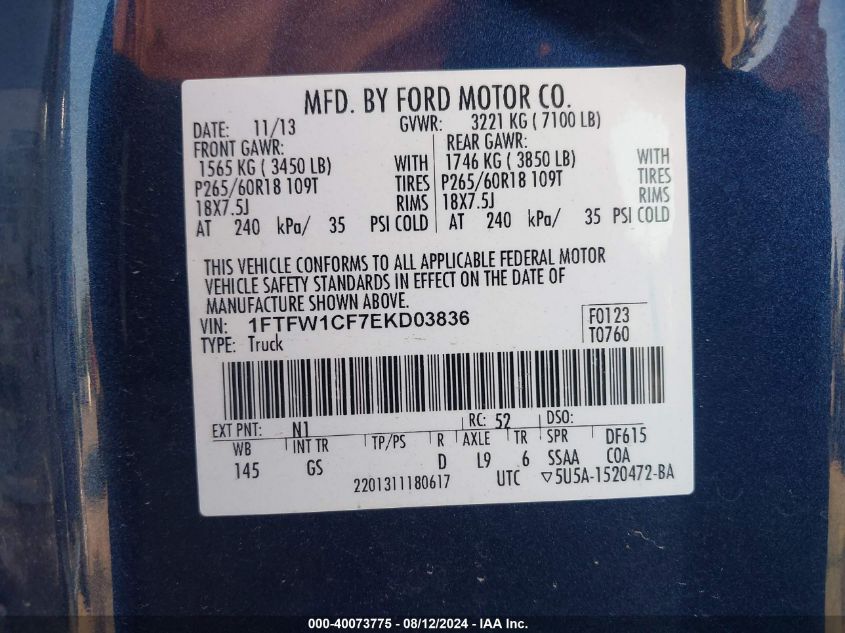 MFD. BY FORD MOTOR CO.
DATE: 11/13 GVWR: 3221 KG ( 7100 LB)
FRONT GAWR: REAR GAWR:
1565 KG ( 3450 LB) WITH 1746 KG ( 3850 LB) WITH
P265/60R18 109T TIRES P265/60R18 109T TIRES
18X7.5J RIMS 18X7.5J RIMS
AT 240 kPa/ 35 PSI COLD AT 240 kPa/ 35 PSI COLD
THIS VEHICLE CONFORMS TO ALL APPLICABLE FEDERAL MOTOR
VEHICLE SAFETY STANDARDS IN EFFECT ON THE DATE OF
MANUFACTURE SHOWN ABOVE.
VIN: 1FTFW1CF7EKD03836 F0123
TYPE: Truck T0760
EXT PNT: N1 RC: 52 DSO:
WB INT TR TP/PS R AXLE TR SPR DF615
145 GS D L9 6 SSAA COA
2201311180617 UTC ▽5U5A-1520472-BA
000-40073775 - 08/12/2024 - IAA Inc.